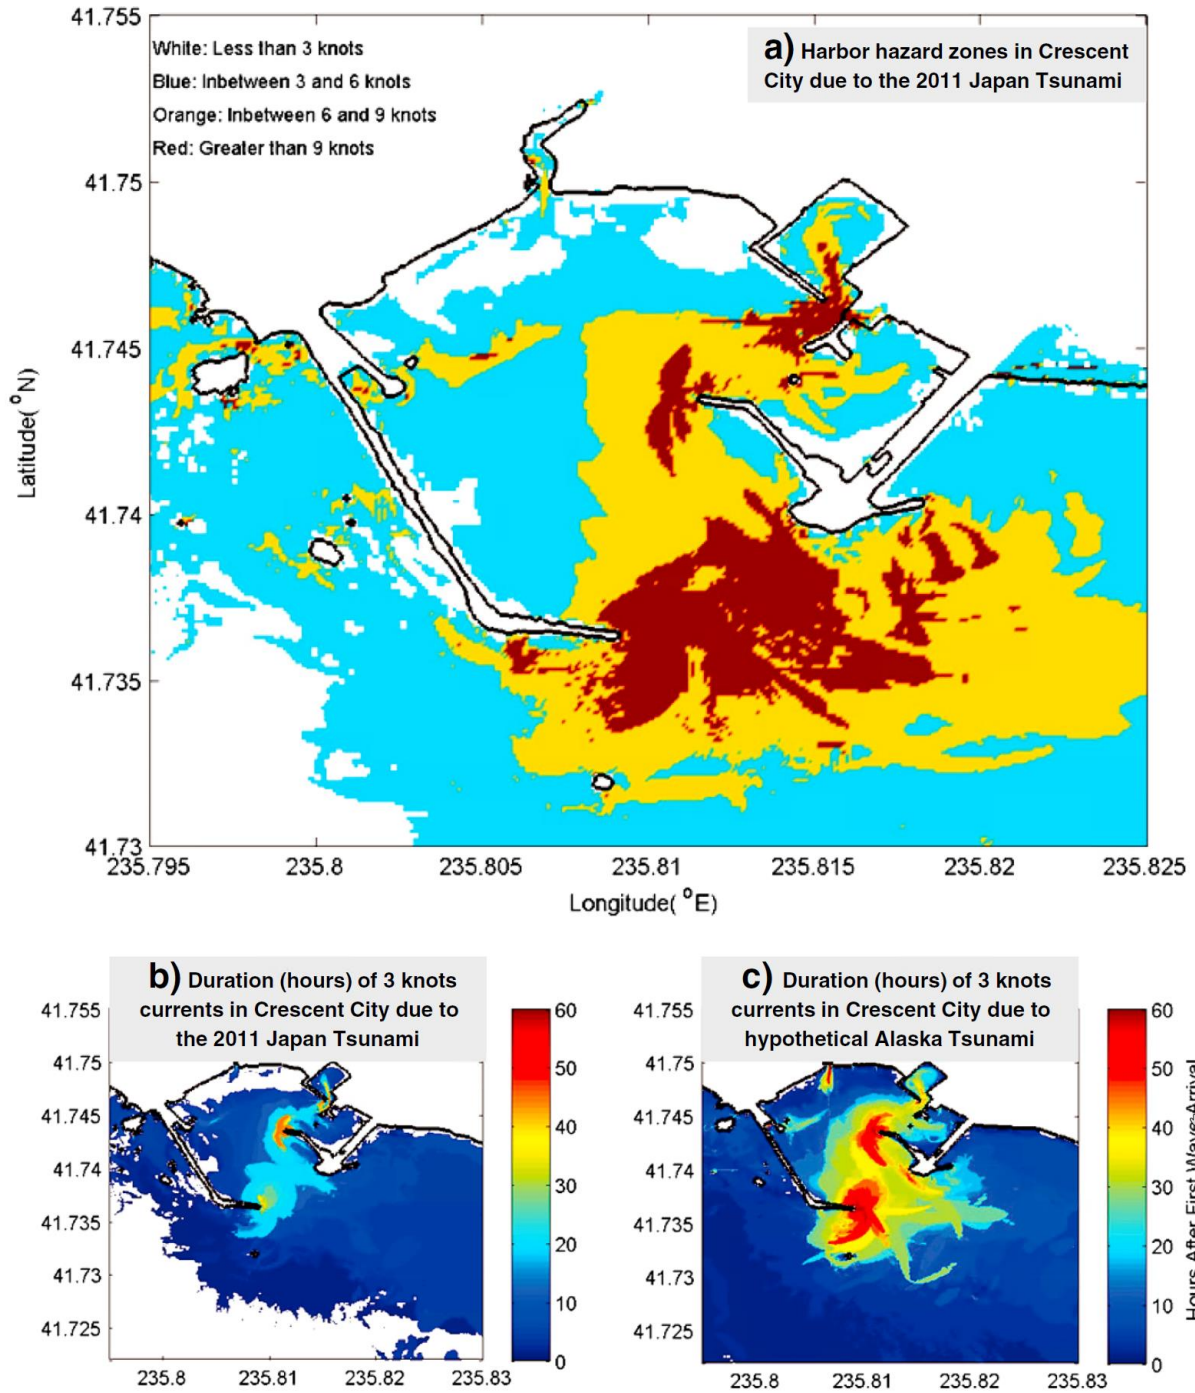 41.755
White: Less than 3 knots
Blue: Inbetween 3 and 6 knots
Orange: Inbetween 6 and 9 knots
Red: Greater than 9 knots
a) Harbor hazard zones in Crescent
City due to the 2011 Japan Tsunami
41.75
41.745
41.74
41.735
41.73
Latitude( °N)
235.795 235.8 235.805 235.81 235.815 235.82 235.825
Longitude( °E)
b) Duration (hours) of 3 knots
currents in Crescent City due to
the 2011 Japan Tsunami
41.755
41.75
41.745
41.74
41.735
41.73
41.725
235.8 235.81 235.82 235.83
60
50
40
30
20
10
0
c) Duration (hours) of 3 knots
currents in Crescent City due to
hypothetical Alaska Tsunami
41.755
41.75
41.745
41.74
41.735
41.73
41.725
235.8 235.81 235.82 235.83
60
50
40
30
20
10
0
Hours After First Wave Arrival